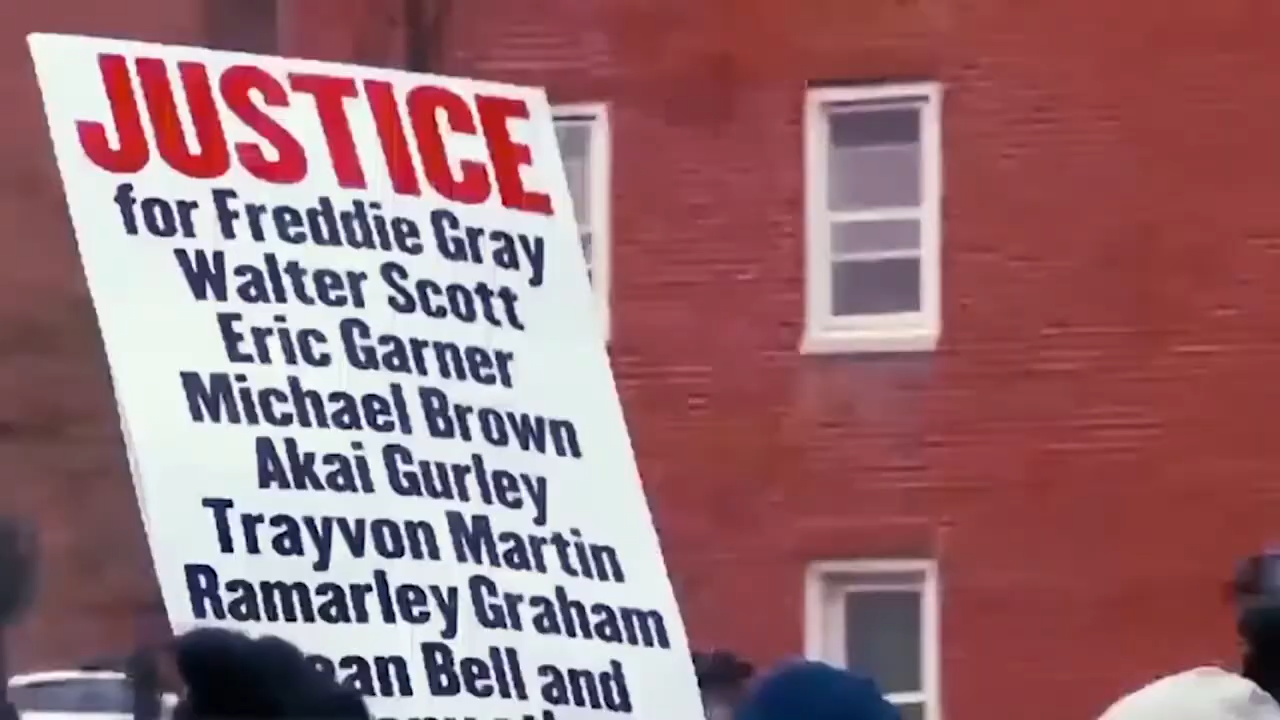 JUSTICE
for Freddie Gray
Walter Scott
Eric Garner
Michael Brown
Akai Gurley
Trayvon Martin
Ramarley Graham
Bell and